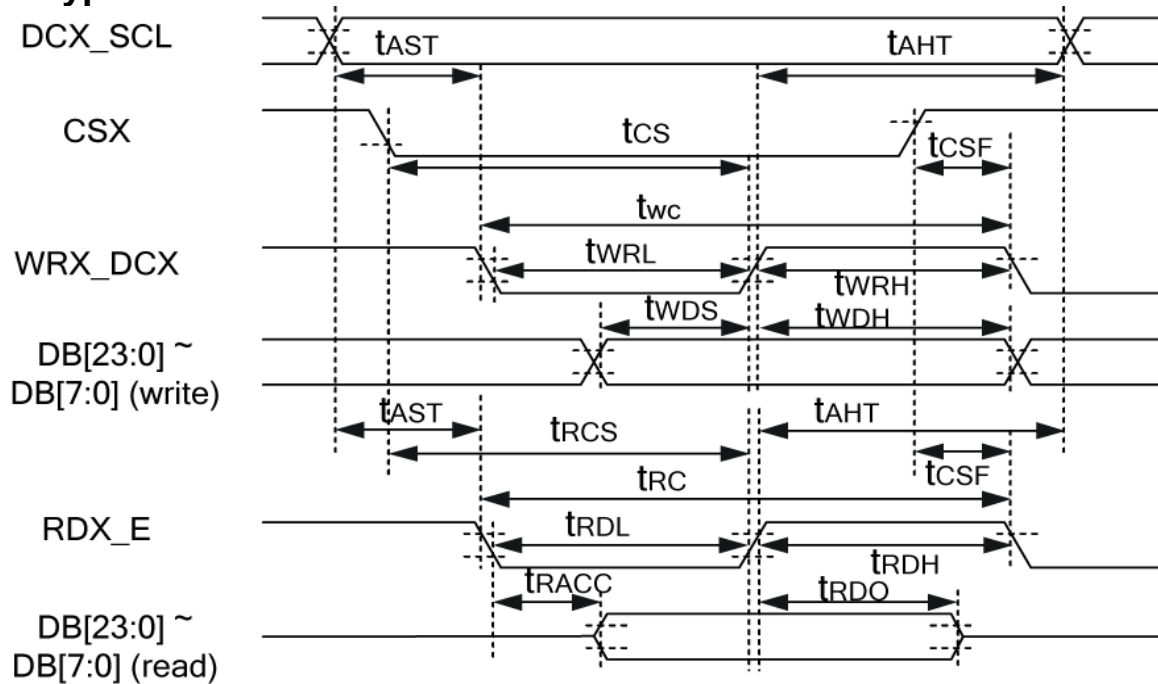 DCX_SCL
tAST
tAHT
CSX
tCS
tCSF
twc
WRX_DCX
tWRL
tWRH
tWDS
tWDH
DB[23:0] ~
DB[7:0] (write)
tAST
tRCS
tAHT
tCSF
tRC
RDX_E
tRDL
tRDH
tRACC
tRDO
DB[23:0] ~
DB[7:0] (read)